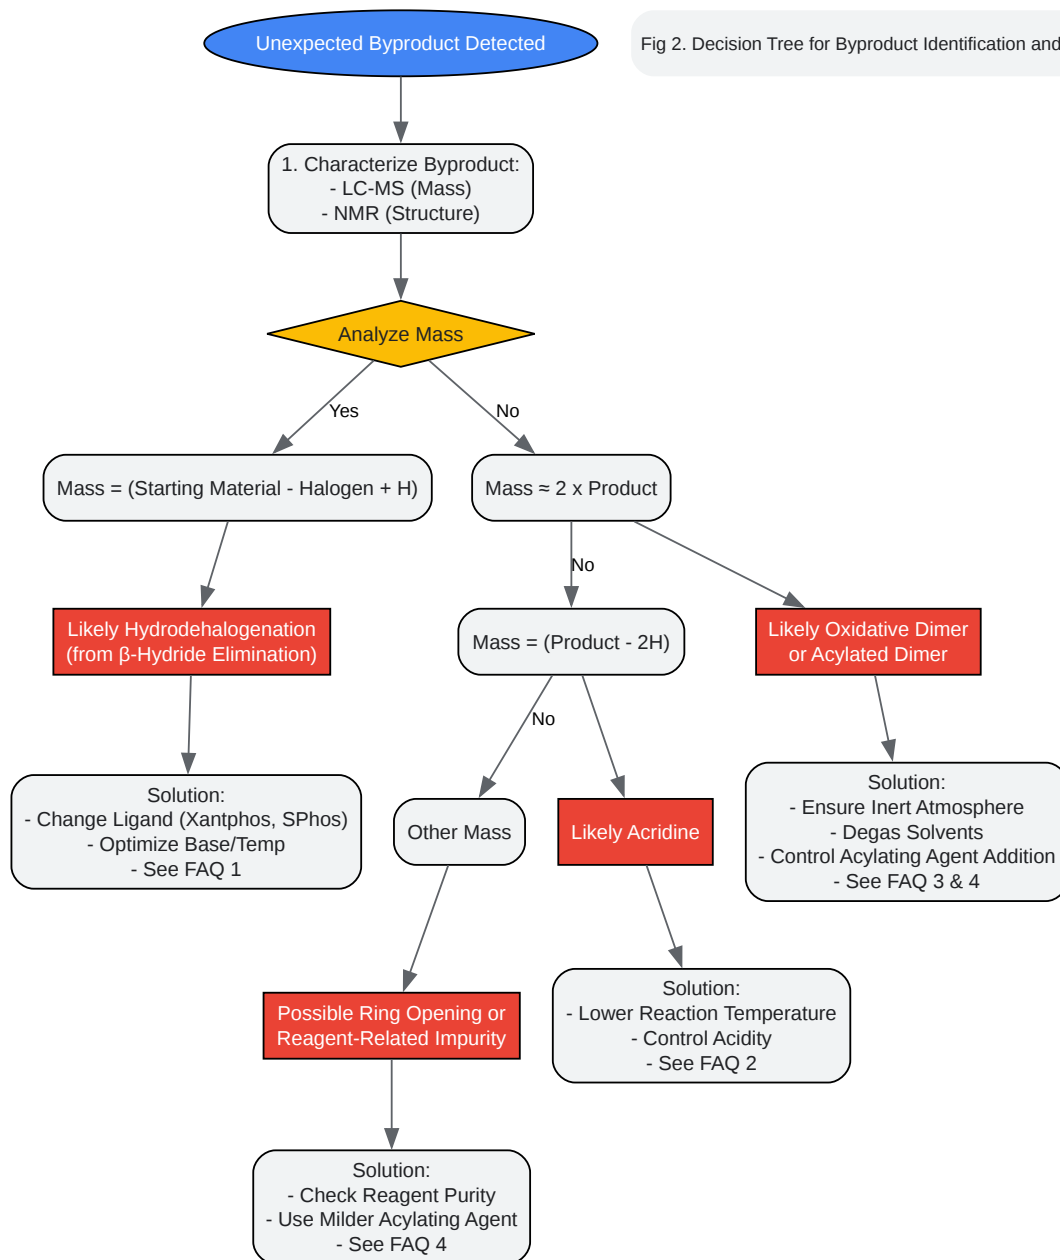 Unexpected Byproduct Detected
Fig 2. Decision Tree for Byproduct Identification and
1. Characterize Byproduct:
- LC-MS (Mass)
- NMR (Structure)
Analyze Mass
Yes
No
Mass = (Starting Material - Halogen + H)
Mass ≈ 2 x Product
No
Likely Hydrodehalogenation
(from β-Hydride Elimination)
Mass = (Product - 2H)
Likely Oxidative Dimer
or Acylated Dimer
No
Solution:
- Change Ligand (Xantphos, SPhos)
- Optimize Base/Temp
- See FAQ 1
Other Mass
Likely Acridine
Solution:
- Ensure Inert Atmosphere
- Degas Solvents
- Control Acylating Agent Addition
- See FAQ 3 & 4
Possible Ring Opening or
Reagent-Related Impurity
Solution:
- Lower Reaction Temperature
- Control Acidity
- See FAQ 2
Solution:
- Check Reagent Purity
- Use Milder Acylating Agent
- See FAQ 4